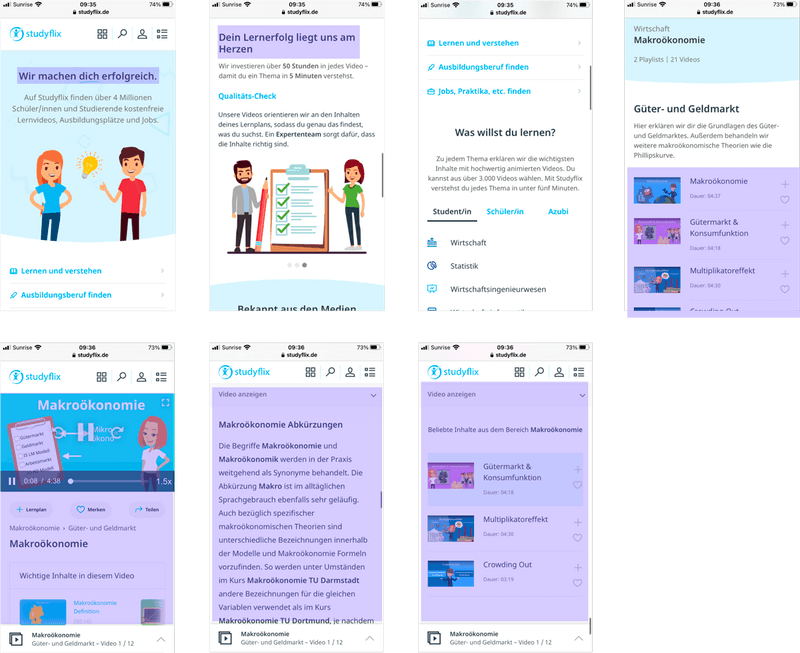 Sunrise 09:35 74%
studyflix.de
studyflix
Wir machen dich erfolgreich.
Auf Studyflix finden über 4 Millionen
Schüler/innen und Studierende kostenfreie
Lernvideos, Ausbildungsplätze und Jobs.
Lernen und verstehen
Ausbildungsberuf finden
Sunrise 09:35 74%
studyflix.de
Dein Lernerfolg liegt uns am
Herzen
Wir investieren über 50 Stunden in jedes Video –
damit du ein Thema in 5 Minuten verstehst.
Qualitäts-Check
Unsere Videos orientieren wir an den Inhalten
deines Lernplans, sodass du genau das findest,
was du suchst. Ein Expertenteam sorgt dafür, dass
die Inhalte richtig sind.
Bekannt aus den Medien
Sunrise 09:35 74%
studyflix.de
Lernen und verstehen
Ausbildungsberuf finden
Jobs, Praktika, etc. finden
Was willst du lernen?
Zu jedem Thema erklären wir die wichtigsten
Inhalte mit hochwertig animierten Videos. Du
kannst aus über 3.000 Videos wählen. Mit Studyflix
verstehst du jedes Thema in unter fünf Minuten.
Student/in Schüler/in Azubi
Wirtschaft
Statistik
Wirtschaftsingenieurwesen
Sunrise 09:36 73%
studyflix.de
Wirtschaft
Makroökonomie
2 Playlists | 21 Videos
Güter- und Geldmarkt
Hier erklären wir dir die Grundlagen des Güter-
und Geldmarktes. Außerdem behandeln wir
weitere makroökonomische Theorien wie die
Phillipskurve.
Makroökonomie
Dauer: 04:37
Gütermarkt &
Konsumfunktion
Dauer: 04:18
Multiplikatoreffekt
Dauer: 04:30
Crowding Out
Sunrise 09:36 73%
studyflix.de
studyflix
Makroökonomie
Gütermarkt
Geldmarkt
IS LM Modell
Arbeitsmarkt
0:08 / 4:38 1.5x
Lernplan Merken Teilen
Makroökonomie › Güter- und Geldmarkt
Makroökonomie
Wichtige Inhalte in diesem Video
Makroökonomie
Definition
Makroökonomie
Güter- und Geldmarkt – Video 1 / 12
Sunrise 09:36 73%
studyflix.de
studyflix
Video anzeigen
Makroökonomie Abkürzungen
Die Begriffe Makroökonomie und
Makroökonomik werden in der Praxis
weitgehend als Synonyme behandelt. Die
Abkürzung Makro ist im alltäglichen
Sprachgebrauch ebenfalls sehr geläufig.
Auch bezüglich spezifischer
makroökonomischen Theorien sind
unterschiedliche Bezeichnungen innerhalb
der Modelle und Makroökonomie Formeln
vorzufinden. So werden unter Umständen
im Kurs Makroökonomie TU Darmstadt
andere Bezeichnungen für die gleichen
Variablen verwendet als im Kurs
Makroökonomie TU Dortmund, je nachdem
Makroökonomie
Güter- und Geldmarkt – Video 1 / 12
Sunrise 09:36 73%
studyflix.de
studyflix
Video anzeigen
Beliebte Inhalte aus dem Bereich Makroökonomie
Gütermarkt &
Konsumfunktion
Dauer: 04:18
Multiplikatoreffekt
Dauer: 04:30
Crowding Out
Dauer: 03:19
Makroökonomie
Güter- und Geldmarkt – Video 1 / 12